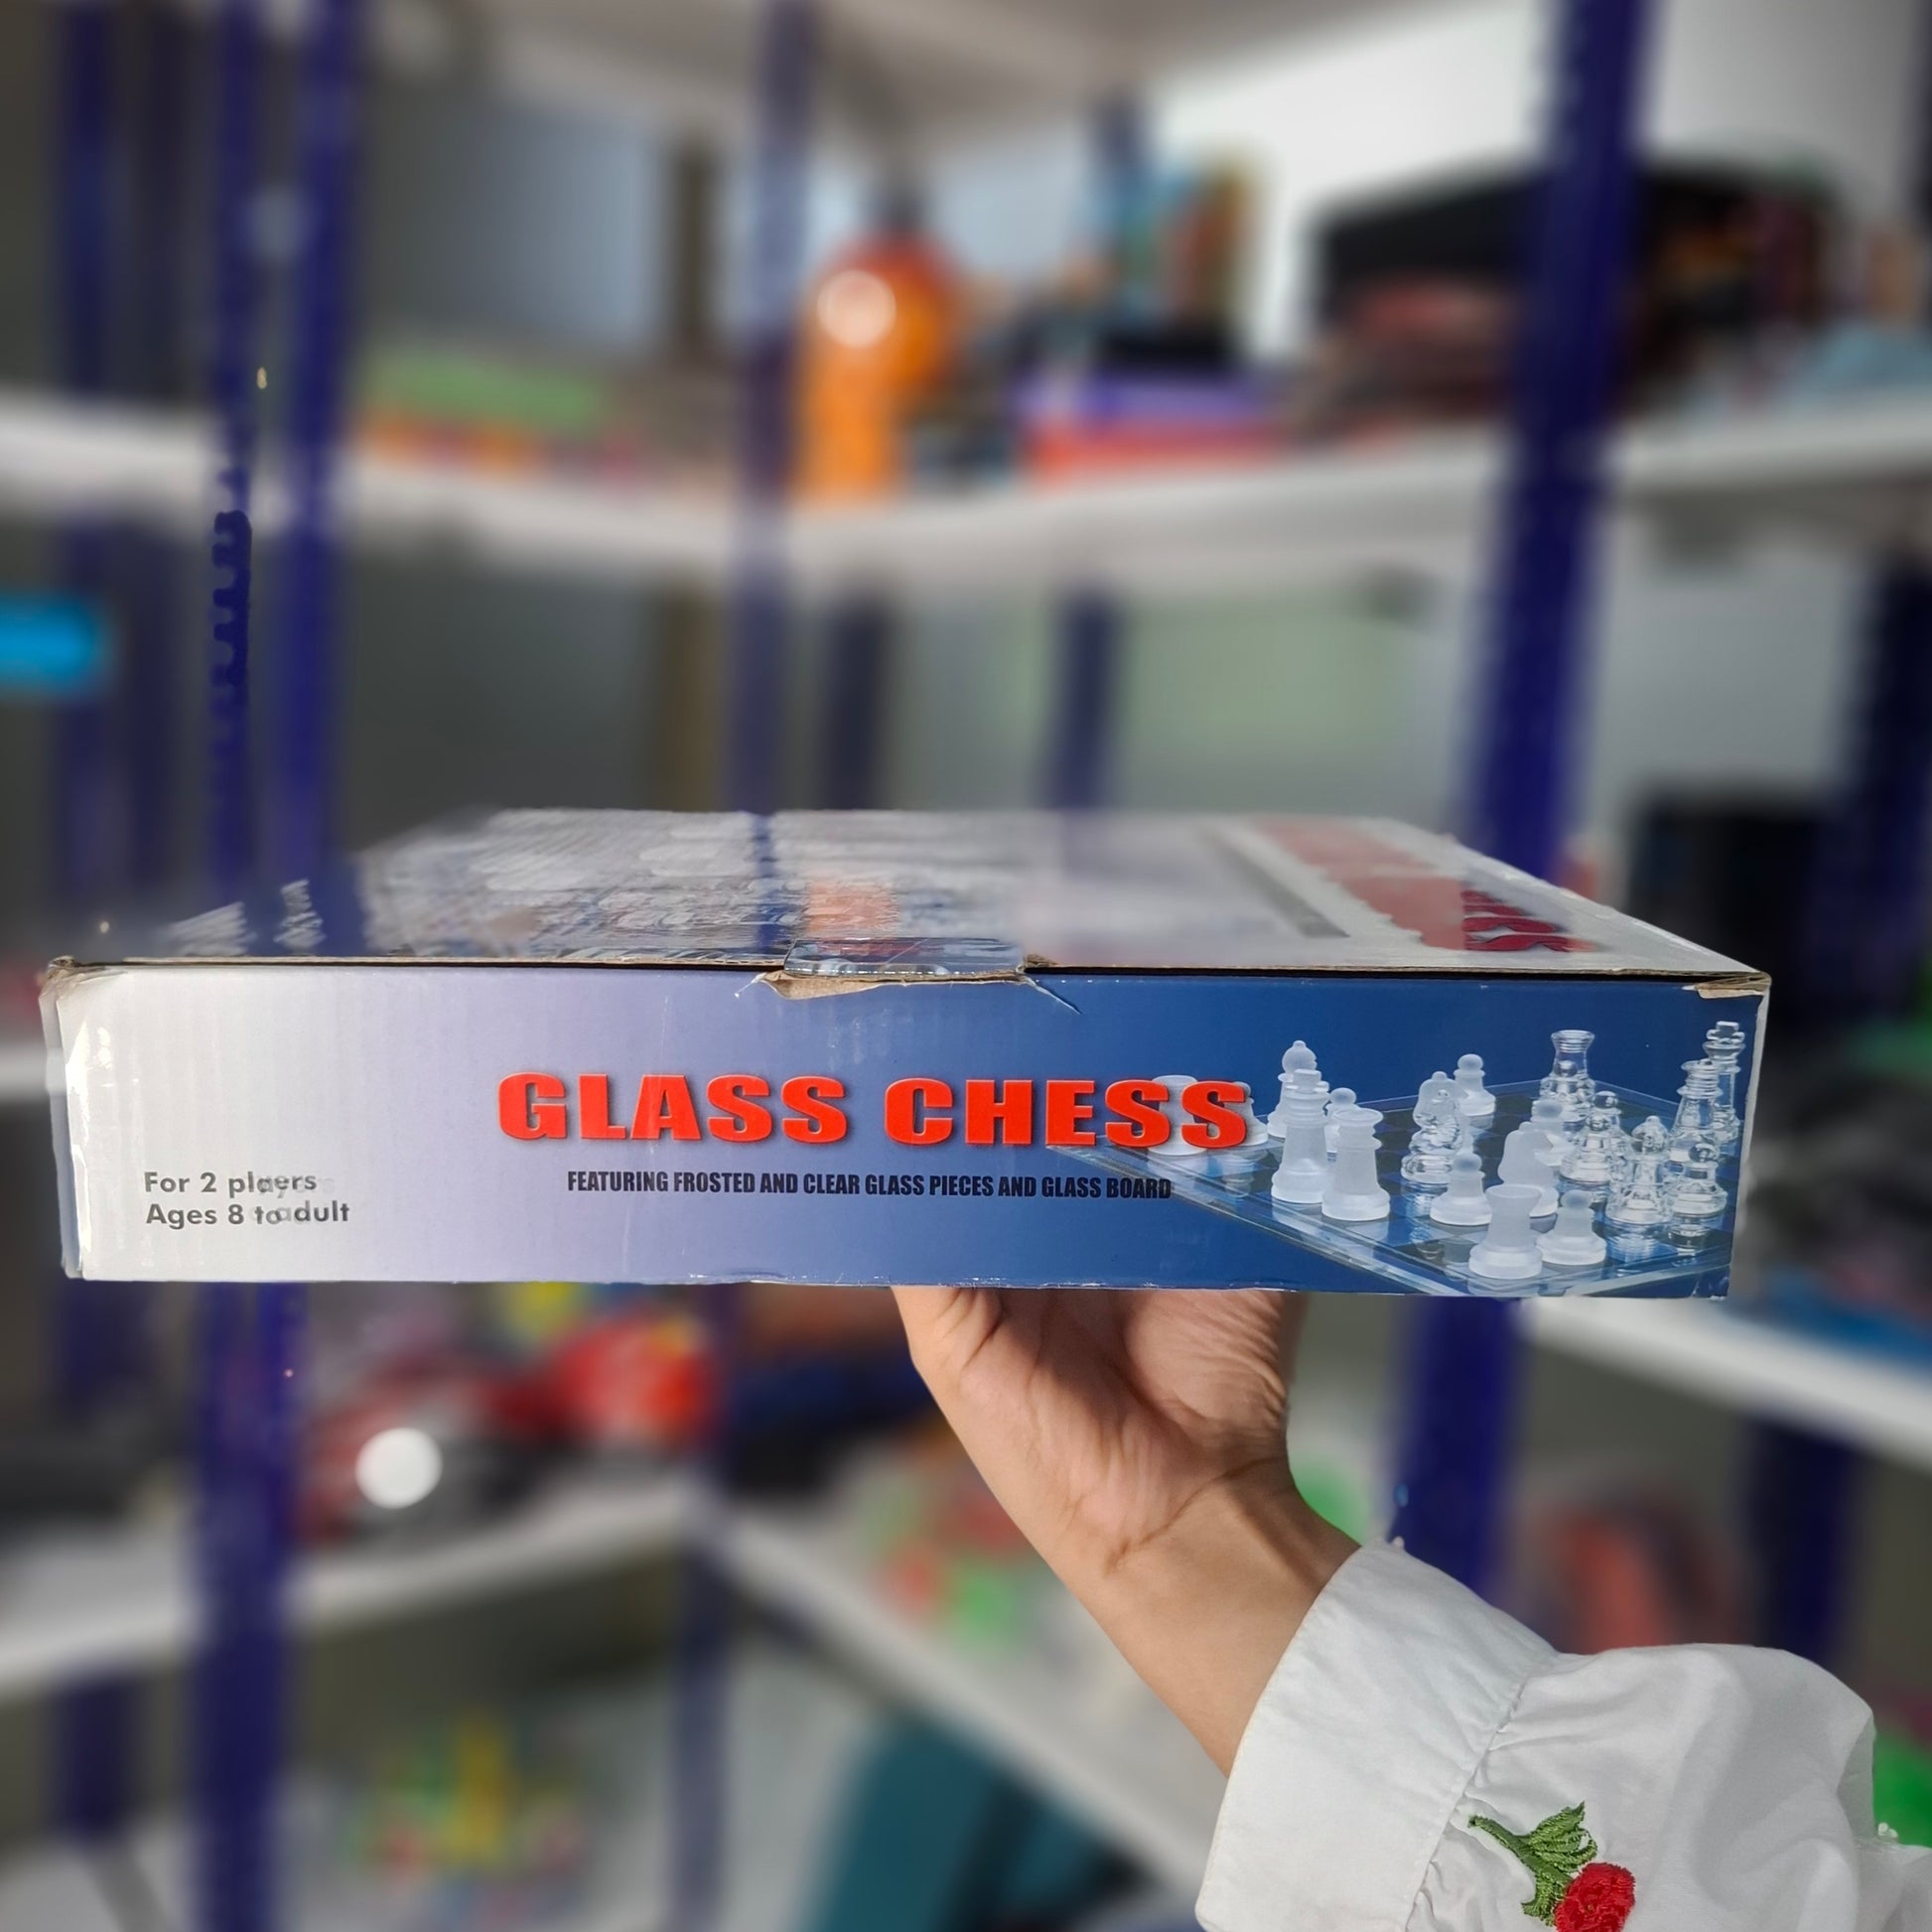 GLASS CHESS
FEATURING FROSTED AND CLEAR GLASS PIECES AND GLASS BOARD
For 2 players
Ages 8 to adult